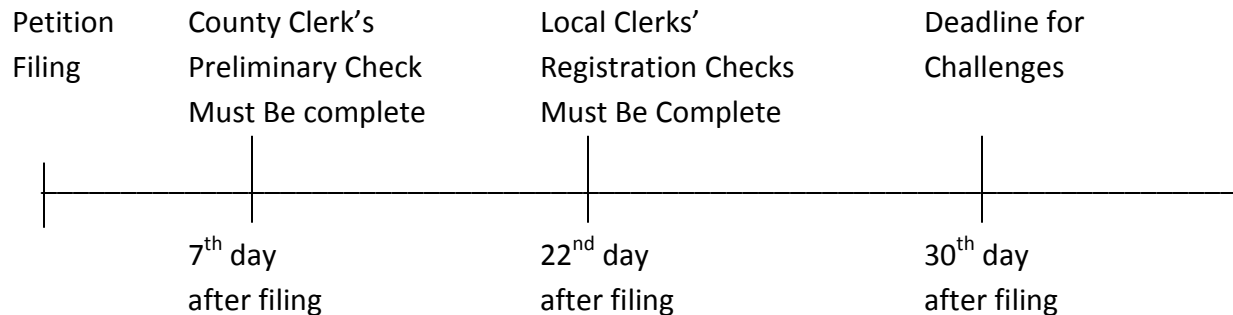 Petition
Filing
County Clerk's
Preliminary Check
Must Be complete
Local Clerks'
Registration Checks
Must Be Complete
Deadline for
Challenges
7th day
after filing
22nd day
after filing
30th day
after filing